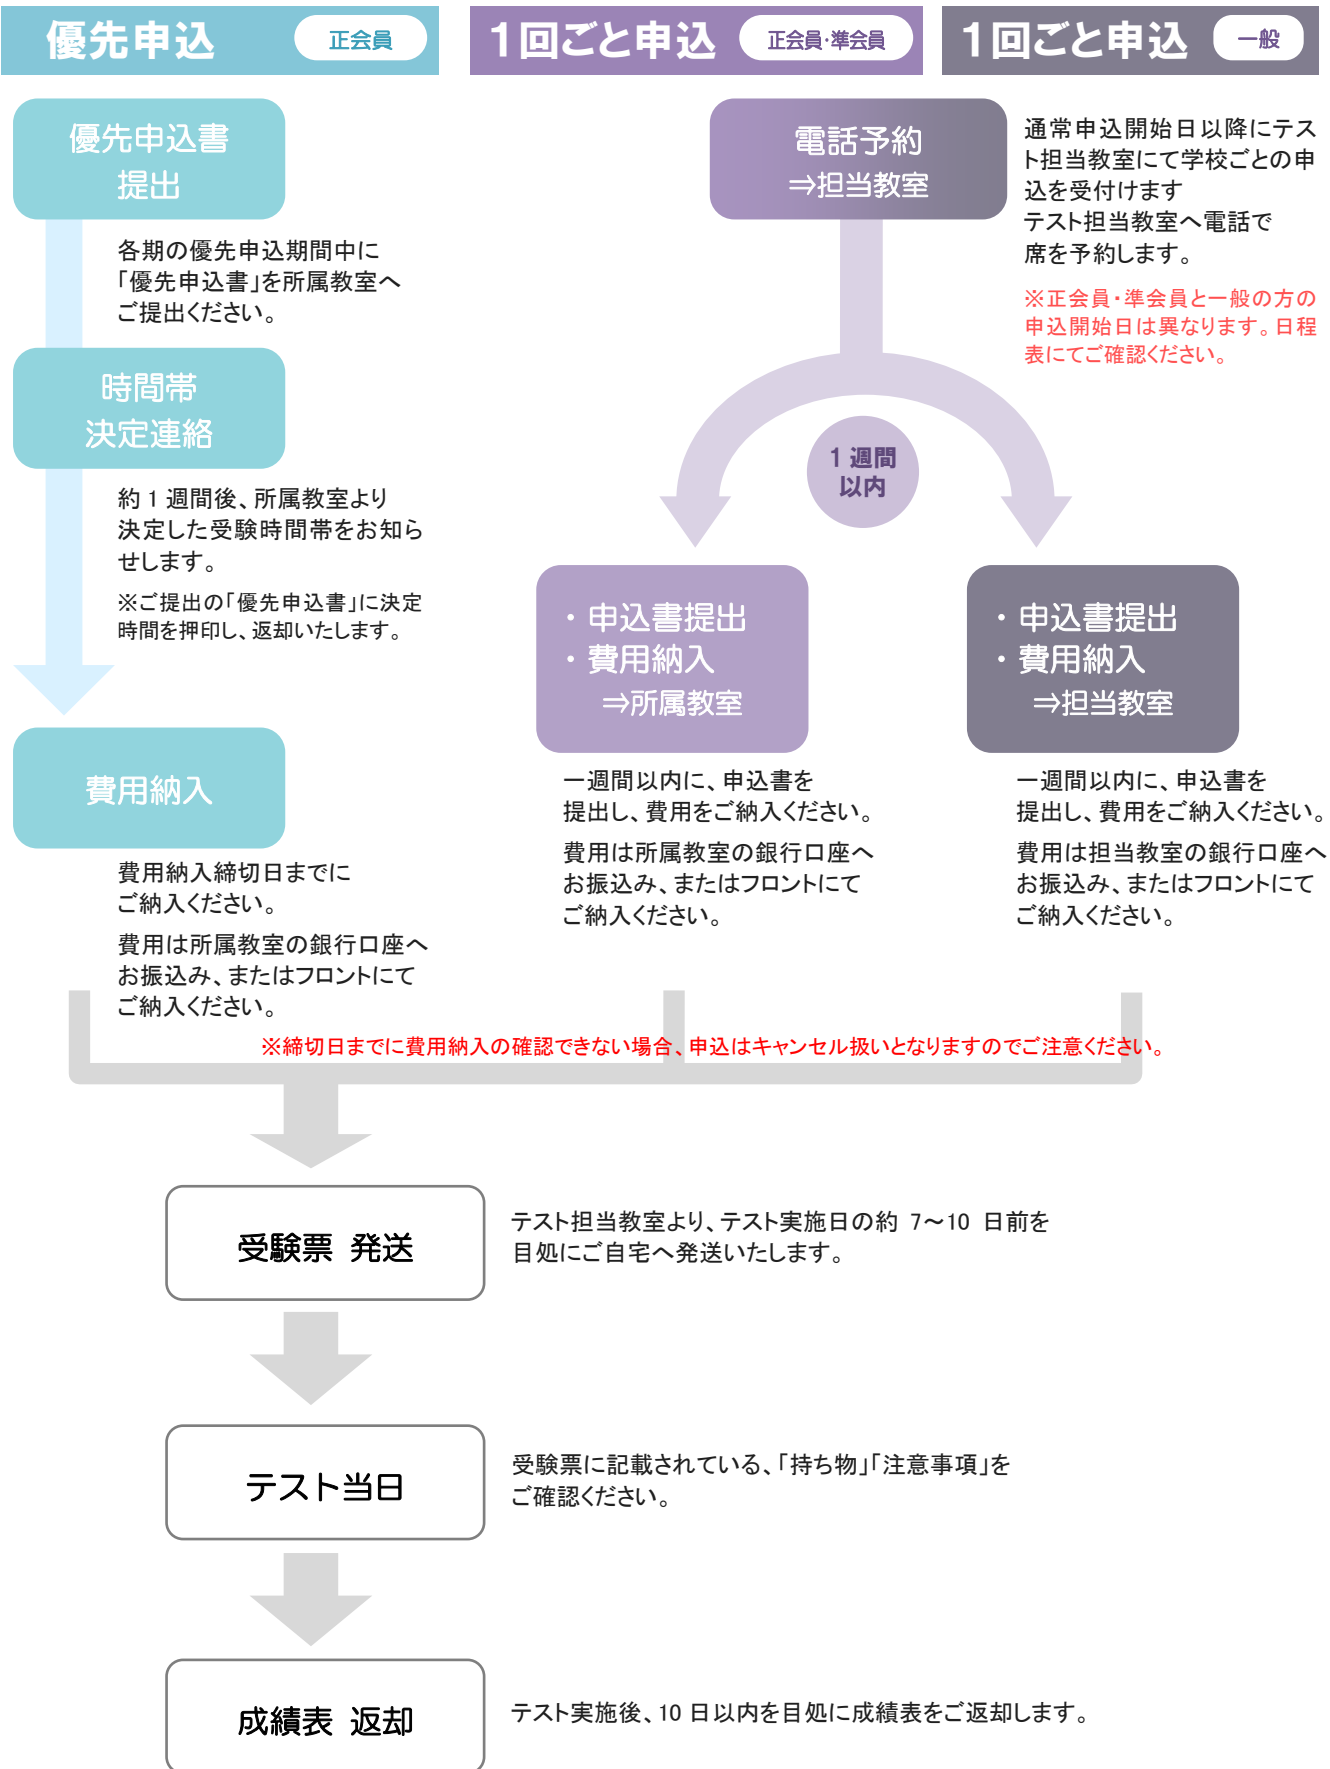 優先申込 正会員
各期の優先申込期間中に
「優先申込書」を所属教室へ
ご提出ください。
優先申込書
提出
時間帯
決定連絡
約 1 週間後、所属教室より
決定した受験時間帯をお知ら
せします。
※ご提出の「優先申込書」に決定
時間を押印し、返却いたします。
費用納入
費用納入締切日までに
ご納入ください。
費用は所属教室の銀行口座へ
お振込み、またはフロントにて
ご納入ください。
1回ごと申込 正会員・準会員
1回ごと申込 一般
電話予約
⇒担当教室
通常申込開始日以降にテス
ト担当教室にて学校ごとの申
込を受付けます
テスト担当教室へ電話で
席を予約します。
※正会員・準会員と一般の方の
申込開始日は異なります。日程
表にてご確認ください。
1 週間
以内
・申込書提出
・費用納入
⇒所属教室
一週間以内に、申込書を
提出し、費用をご納入ください。
費用は所属教室の銀行口座へ
お振込み、またはフロントにて
ご納入ください。
・申込書提出
・費用納入
⇒担当教室
一週間以内に、申込書を
提出し、費用をご納入ください。
費用は担当教室の銀行口座へ
お振込み、またはフロントにて
ご納入ください。
※締切日までに費用納入の確認できない場合、申込はキャンセル扱いとなりますのでご注意ください。
受験票 発送
テスト担当教室より、テスト実施日の約 7～10 日前を
目処にご自宅へ発送いたします。
テスト当日
受験票に記載されている、「持ち物」「注意事項」を
ご確認ください。
成績表 返却
テスト実施後、10 日以内を目処に成績表をご返却します。